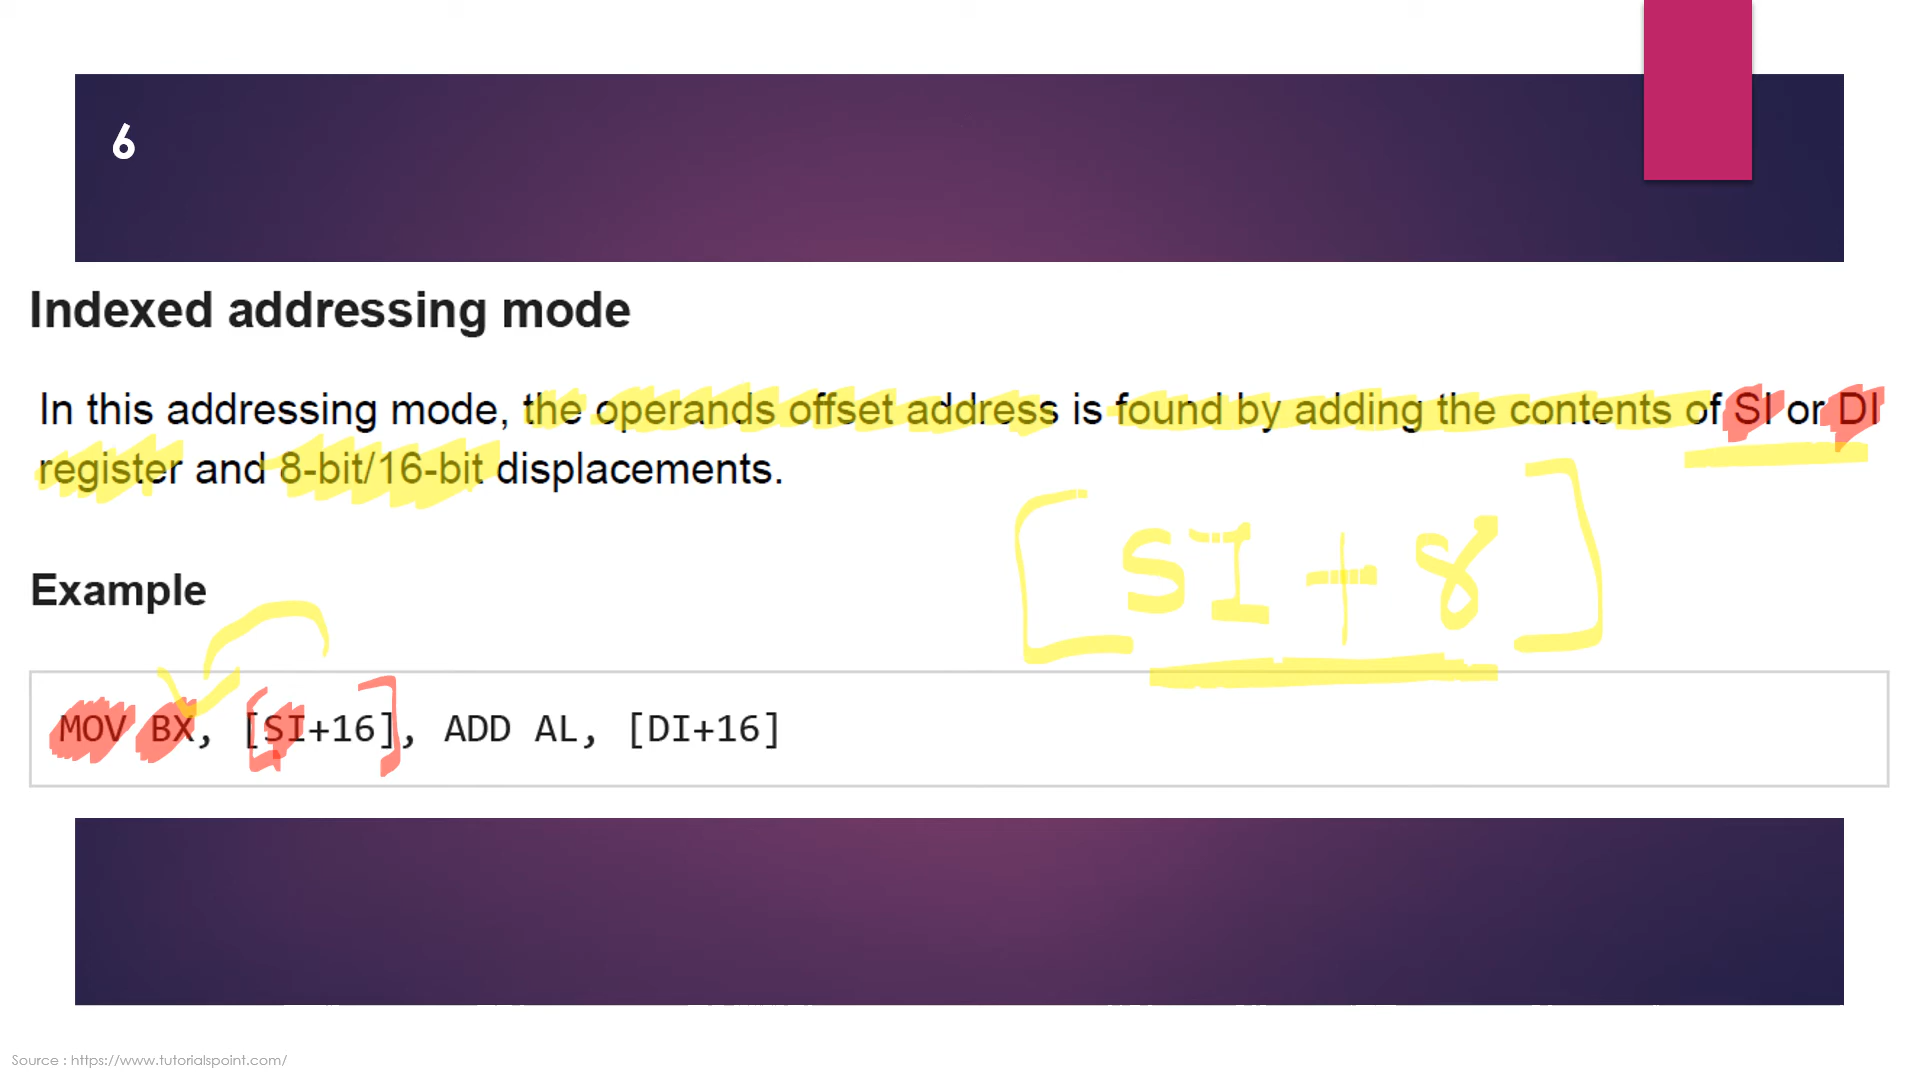 6
Indexed addressing mode
In this addressing mode, the operands offset address is found by adding the contents of SI or DI
register and 8-bit/16-bit displacements.
[SI + 8]
Example
MOV BX, [SI+16], ADD AL, [DI+16]
Source : https://www.tutorialspoint.com/